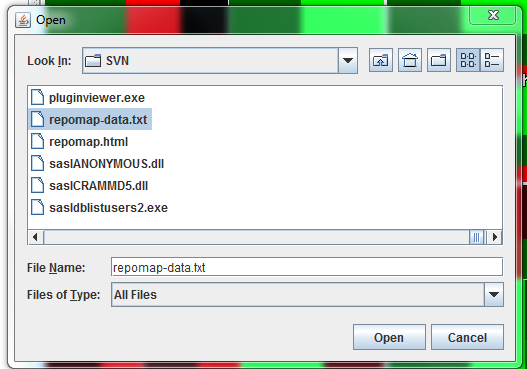 Open
Look In: SVN
pluginviewer.exe
repomap-data.txt
repomap.html
saslANONYMOUS.dll
saslCRAMMD5.dll
sasldblistusers2.exe
File Name: repomap-data.txt
Files of Type: All Files
Open Cancel